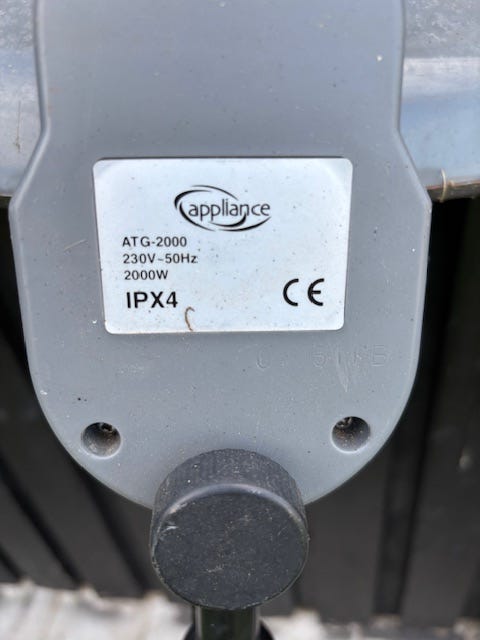 appliance
ATG-2000
230V~50Hz
2000W
IPX4
CE